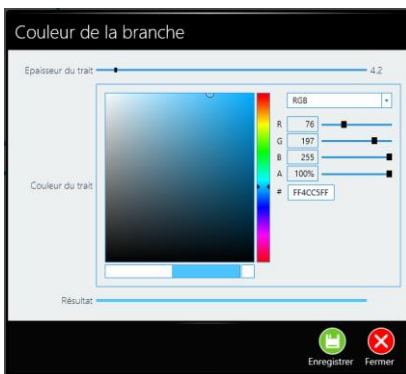 Couleur de la branche
Epaisseur du trait 4.2
RGB
R 76
G 197
B 255
A 100%
Couleur du trait
# FF4CC5FF
Résultat
Enregistrer Fermer